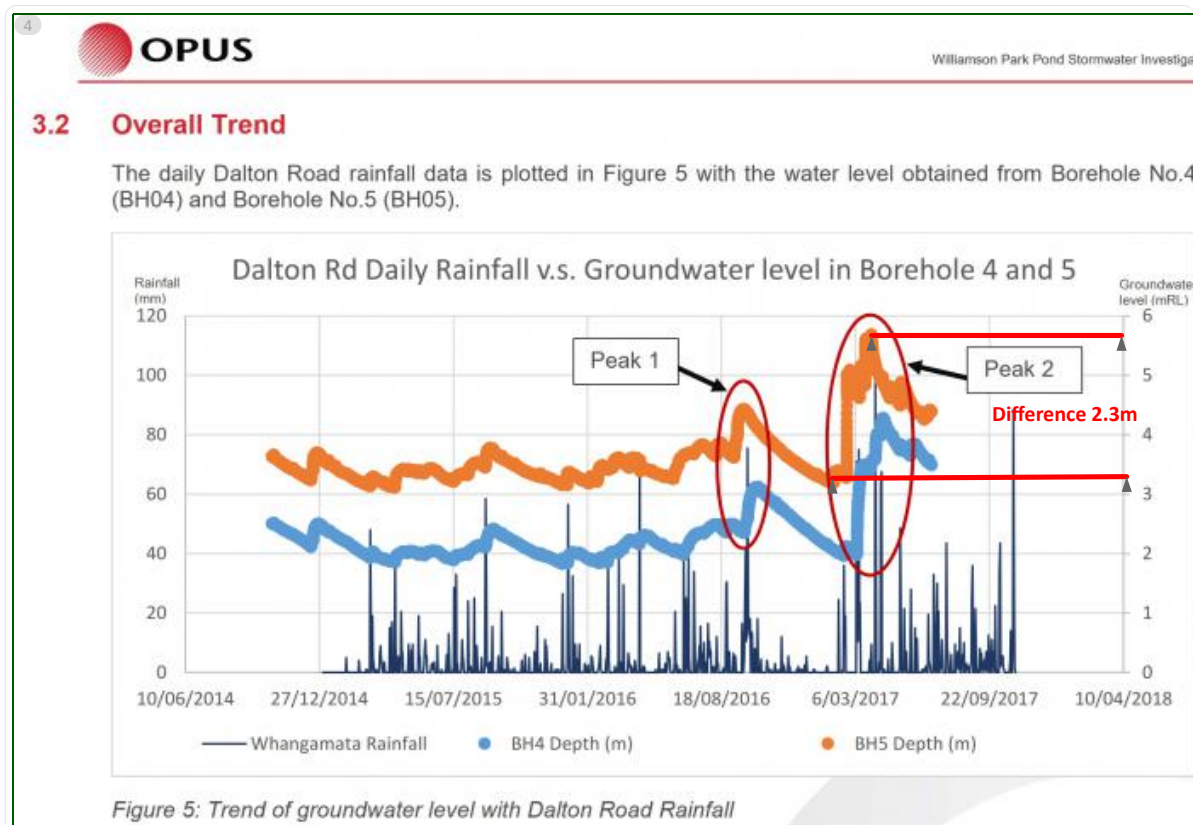 4
OPUS
Williamson Park Pond Stormwater Investiga
3.2 Overall Trend
The daily Dalton Road rainfall data is plotted in Figure 5 with the water level obtained from Borehole No.4
(BH04) and Borehole No.5 (BH05).
Dalton Rd Daily Rainfall v.s. Groundwater level in Borehole 4 and 5
Rainfall
(mm)
Groundwate
level (mRL)
120 6
100 5
80 4
60 3
40 2
20 1
0 0
Peak 1
Peak 2
Difference 2.3m
10/06/2014 27/12/2014 15/07/2015 31/01/2016 18/08/2016 6/03/2017 22/09/2017 10/04/2018
Whangamata Rainfall BH4 Depth (m) BH5 Depth (m)
Figure 5: Trend of groundwater level with Dalton Road Rainfall